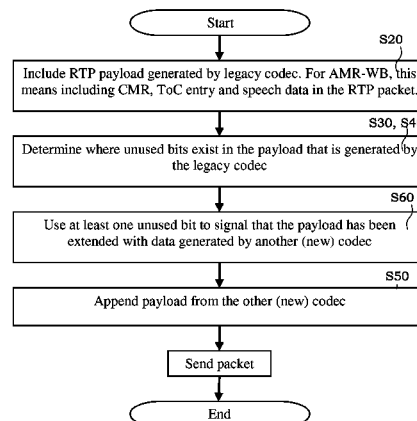 Start
S20
Include RTP payload generated by legacy codec. For AMR-WB, this
means including CMR, ToC entry and speech data in the RTP packet.
S30, S4
Determine where unused bits exist in the payload that is generated by
the legacy codec
S60
Use at least one unused bit to signal that the payload has been
extended with data generated by another (new) codec
S50
Append payload from the other (new) codec
Send packet
End